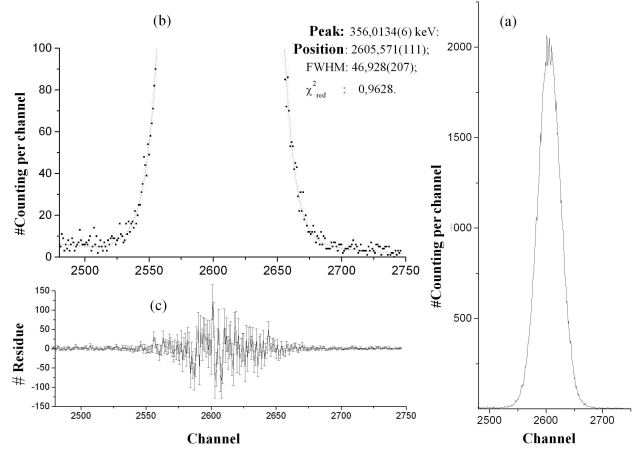 (b)
Peak: 356,0134(6) keV:
Position: 2605,571(111);
FWHM: 46,928(207);
χ²red : 0,9628.
#Counting per channel
100
80
60
40
20
0
2500 2550 2600 2650 2700 2750
(c)
# Residue
150
100
50
0
-50
-100
-150
2500 2550 2600 2650 2700 2750
Channel
(a)
#Counting per channel
2000
1500
1000
500
2500 2600 2700
Channel